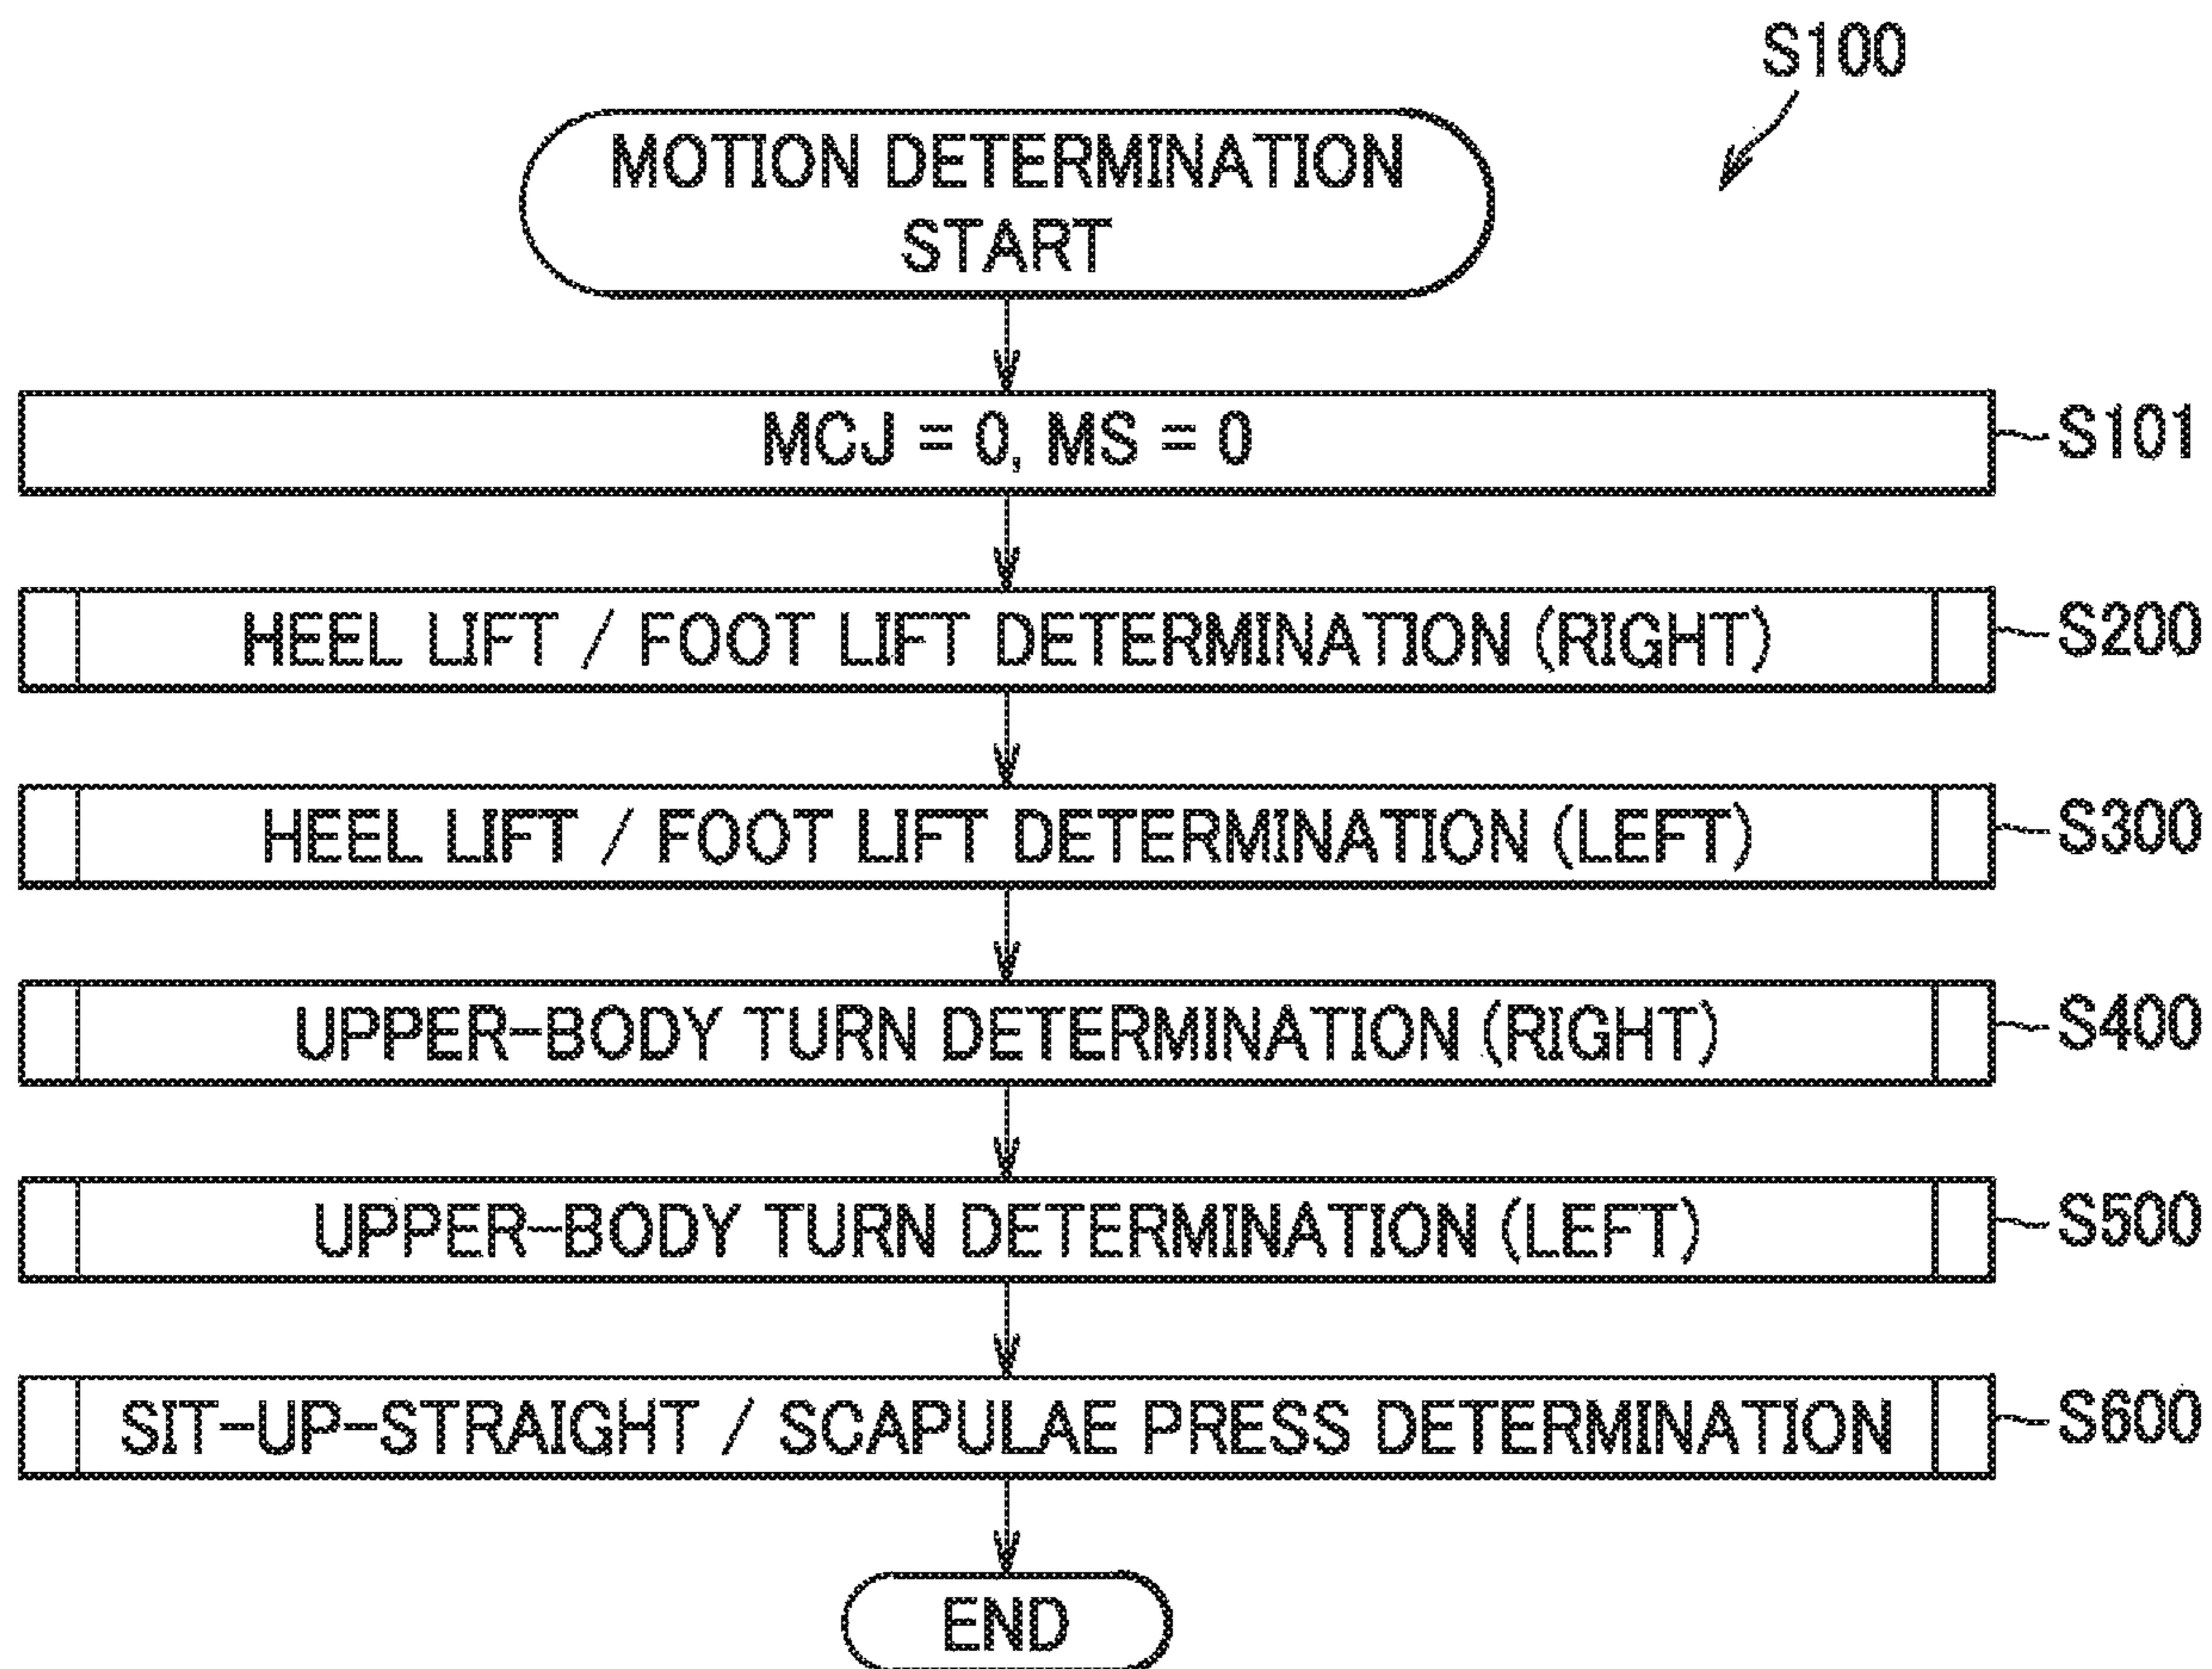 S100
MOTION DETERMINATION
START
MCJ = 0, MS = 0
S101
HEEL LIFT / FOOT LIFT DETERMINATION (RIGHT)
S200
HEEL LIFT / FOOT LIFT DETERMINATION (LEFT)
S300
UPPER-BODY TURN DETERMINATION (RIGHT)
S400
UPPER-BODY TURN DETERMINATION (LEFT)
S500
SIT-UP-STRAIGHT / SCAPULAE PRESS DETERMINATION
S600
END